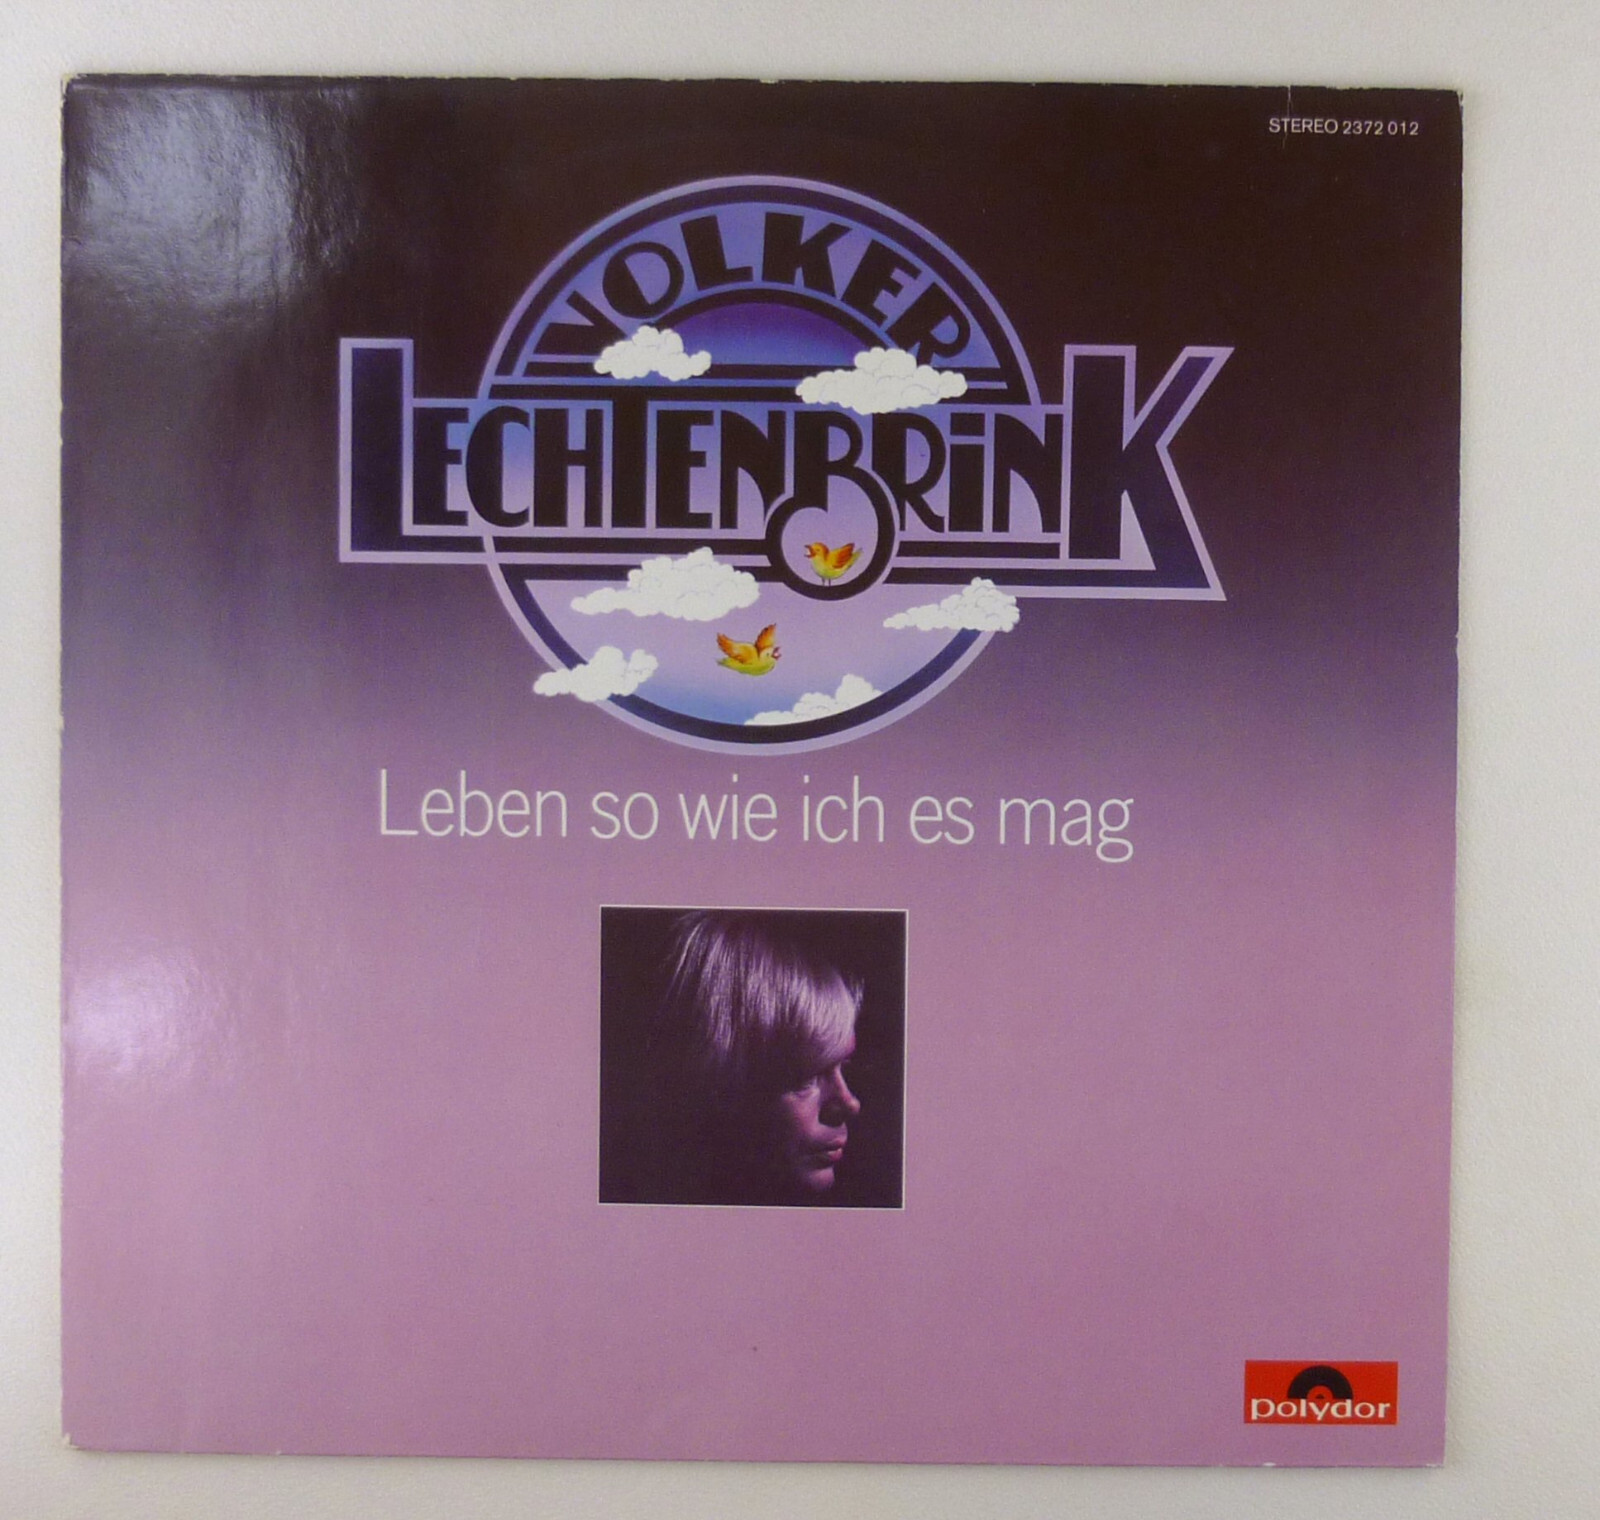 STEREO 2372 012
VOLKER
LECHTENBRiNK
Leben so wie ich es mag
polydor